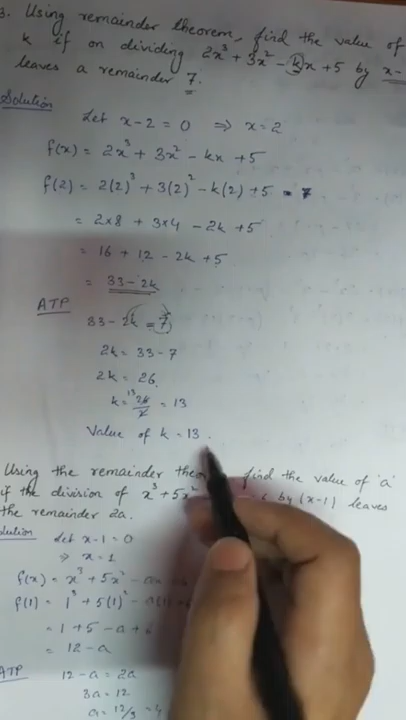 3. Using remainder theorem, find the value of
k if on dividing 2x³ + 3x² - kx + 5 by x-
leaves a remainder 7.
Solution
Let x-2 = 0 ⇒ x = 2
f(x) = 2x³ + 3x² - kx + 5
f(2) = 2(2)³ + 3(2)² - k(2) + 5 = 7
= 2×8 + 3×4 - 2k + 5
= 16 + 12 - 2k + 5
= 33 - 2k
ATP
33 - 2k = 7
2k = 33 - 7
2k = 26
k = 26/2 = 13
Value of k = 13.
Using the remainder find the value of 'a'
if the division of x³ + 5x² by (x-1) leaves
the remainder 2a.
Let x-1 = 0
⇒ x = 1
f(x) = x³ + 5x² -
f(1) = 1³ + 5(1)² - a(1)
= 1 + 5 - a +
= 12 - a
ATP
12 - a = 2a
3a = 12
a = 12/3 = 4